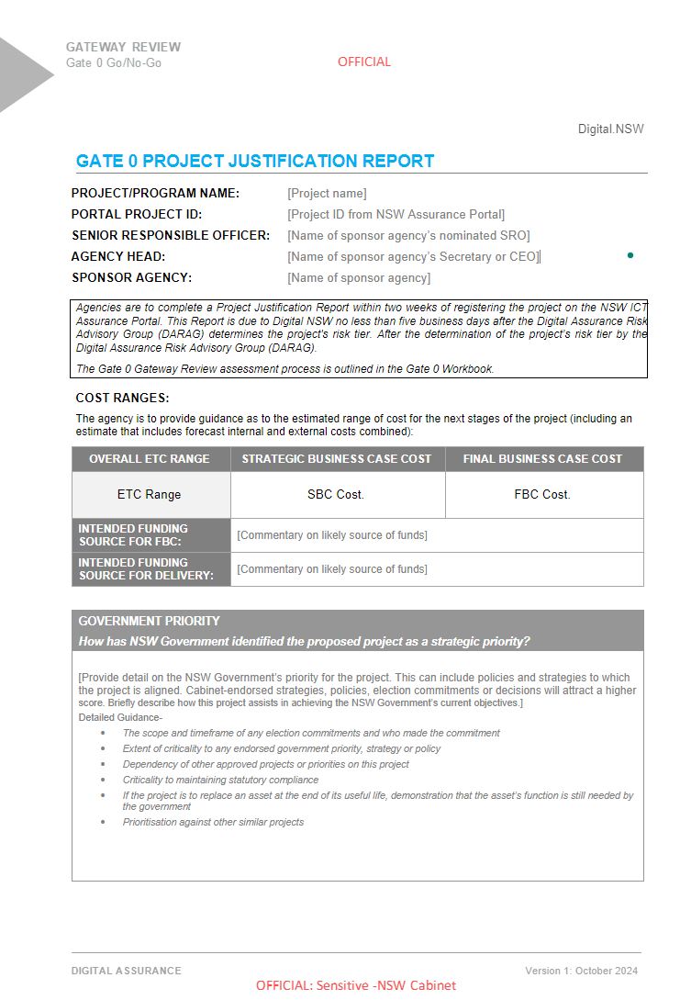 GATEWAY REVIEW
Gate 0 Go/No-Go
OFFICIAL
Digital.NSW
GATE 0 PROJECT JUSTIFICATION REPORT
PROJECT/PROGRAM NAME: [Project name]
PORTAL PROJECT ID: [Project ID from NSW Assurance Portal]
SENIOR RESPONSIBLE OFFICER: [Name of sponsor agency's nominated SRO]
AGENCY HEAD: [Name of sponsor agency's Secretary or CEO]
SPONSOR AGENCY: [Name of sponsor agency]
Agencies are to complete a Project Justification Report within two weeks of registering the project on the NSW ICT
Assurance Portal. This Report is due to Digital NSW no less than five business days after the Digital Assurance Risk
Advisory Group (DARAG) determines the project's risk tier. After the determination of the project's risk tier by the
Digital Assurance Risk Advisory Group (DARAG).
The Gate 0 Gateway Review assessment process is outlined in the Gate 0 Workbook.
COST RANGES:
The agency is to provide guidance as to the estimated range of cost for the next stages of the project (including an
estimate that includes forecast internal and external costs combined):
OVERALL ETC RANGE STRATEGIC BUSINESS CASE COST FINAL BUSINESS CASE COST
ETC Range SBC Cost. FBC Cost.
INTENDED FUNDING
SOURCE FOR FBC: [Commentary on likely source of funds]
INTENDED FUNDING
SOURCE FOR DELIVERY: [Commentary on likely source of funds]
GOVERNMENT PRIORITY
How has NSW Government identified the proposed project as a strategic priority?
[Provide detail on the NSW Government's priority for the project. This can include policies and strategies to which
the project is aligned. Cabinet-endorsed strategies, policies, election commitments or decisions will attract a higher
score. Briefly describe how this project assists in achieving the NSW Government's current objectives.]
Detailed Guidance-
• The scope and timeframe of any election commitments and who made the commitment
• Extent of criticality to any endorsed government priority, strategy or policy
• Dependency of other approved projects or priorities on this project
• Criticality to maintaining statutory compliance
• If the project is to replace an asset at the end of its useful life, demonstration that the asset's function is still needed by
the government
• Prioritisation against other similar projects
DIGITAL ASSURANCE
Version 1: October 2024
OFFICIAL: Sensitive -NSW Cabinet